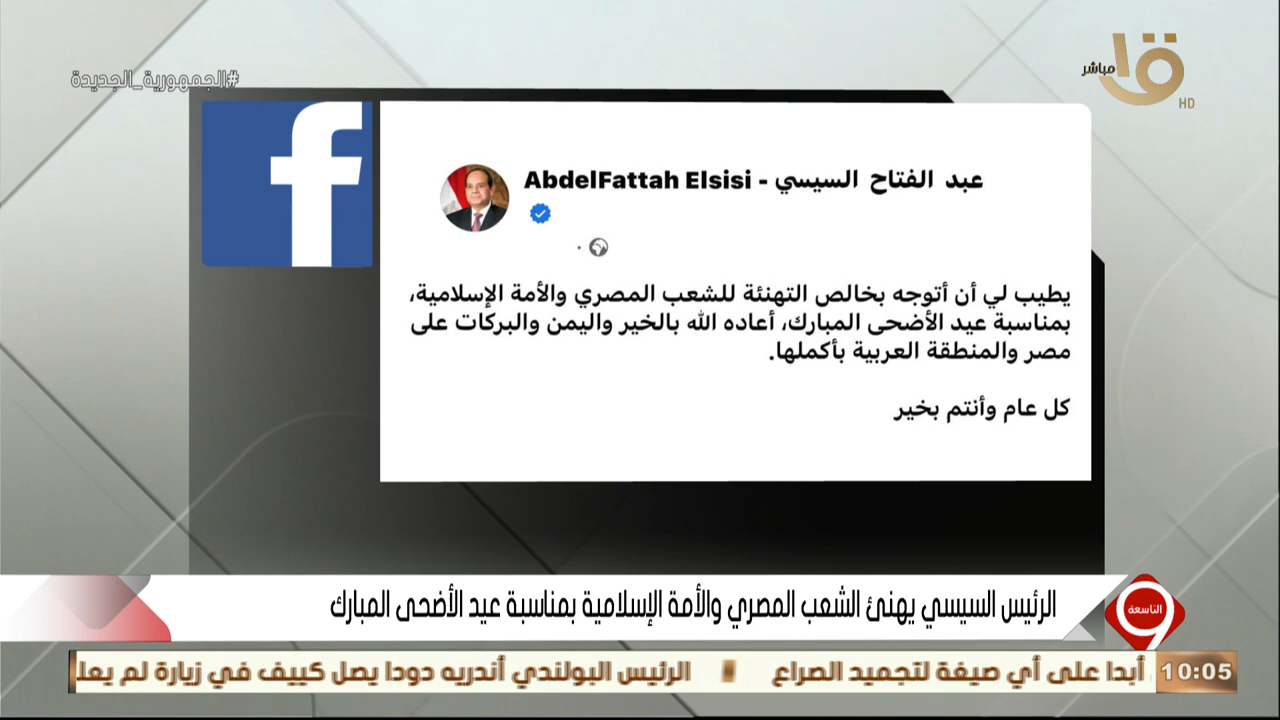 #الجمهورية_الجديدة
مباشر
HD
AbdelFattah Elsisi - عبد الفتاح السيسي
يطيب لي أن أتوجه بخالص التهنئة للشعب المصري والأمة الإسلامية،
بمناسبة عيد الأضحى المبارك، أعاده الله بالخير واليمن والبركات على
مصر والمنطقة العربية بأكملها.
كل عام وأنتم بخير
الرئيس السيسي يهنئ الشعب المصري والأمة الإسلامية بمناسبة عيد الأضحى المبارك
التاسعة
9
أبدا على أي صيغة لتجميد الصراع
الرئيس البولندي أندريه دودا يصل كييف في زيارة لم يعلـ
10:05